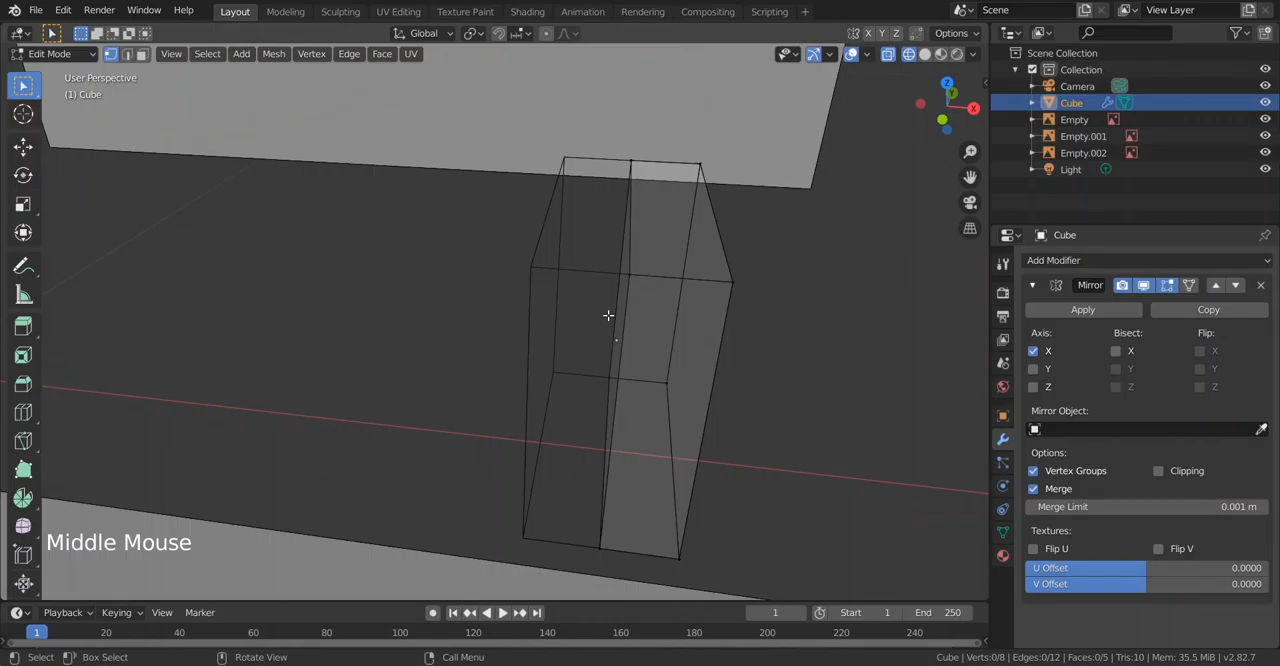 File Edit Render Window Help Layout Modeling Sculpting UV Editing Texture Paint Shading Animation Rendering Compositing Scripting + Scene View Layer
Global X Y Z Options
Edit Mode View Select Add Mesh Vertex Edge Face UV
User Perspective
(1) Cube
Z
X
Y
Scene Collection
Collection
Camera
Cube
Empty
Empty.001
Empty.002
Light
Cube
Add Modifier
Mirror
Apply Copy
Axis: Bisect: Flip:
X X X
Y Y Y
Z Z Z
Mirror Object:
Options:
Vertex Groups Clipping
Merge
Merge Limit 0.001 m
Textures:
Flip U Flip V
U Offset 0.0000
V Offset 0.0000
Middle Mouse
Playback Keying View Marker 1 Start 1 End 250
1 20 40 60 80 100 120 140 160 180 200 220 240
Select Box Select Rotate View Call Menu Cube | Verts:0/8 | Edges:0/12 | Faces:0/5 | Tris:10 | Mem: 35.5 MiB | v2.82.7